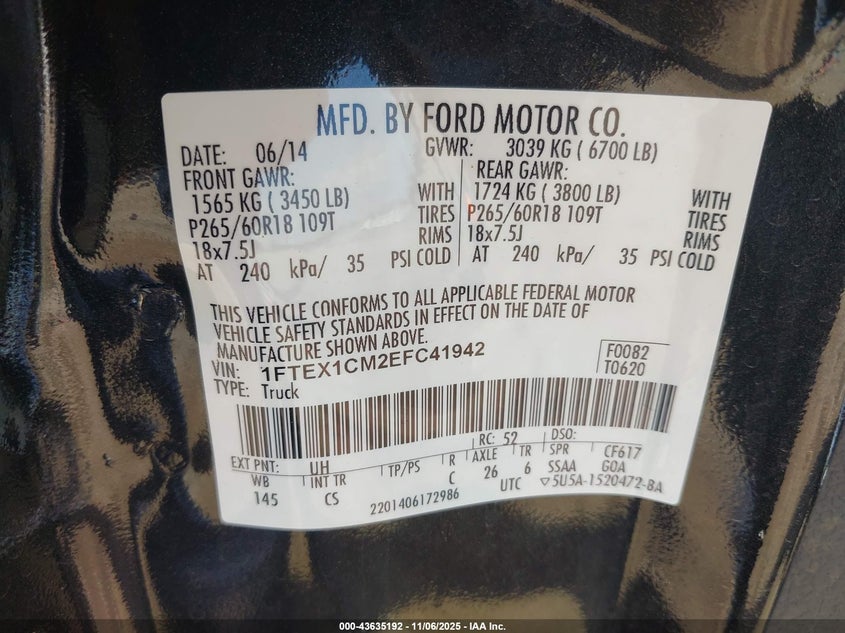 MFD. BY FORD MOTOR CO.
DATE: 06/14 GVWR: 3039 KG ( 6700 LB)
FRONT GAWR: REAR GAWR:
1565 KG ( 3450 LB) WITH 1724 KG ( 3800 LB) WITH
P265/60R18 109T TIRES P265/60R18 109T TIRES
18x7.5J RIMS 18x7.5J RIMS
AT 240 kPa/ 35 PSI COLD AT 240 kPa/ 35 PSI COLD
THIS VEHICLE CONFORMS TO ALL APPLICABLE FEDERAL MOTOR
VEHICLE SAFETY STANDARDS IN EFFECT ON THE DATE OF
MANUFACTURE SHOWN ABOVE.
VIN: 1FTEX1CM2EFC41942 F0082
TYPE: Truck T0620
EXT PNT: UH RC: 52 DSO:
WB INT TR TP/PS R AXLE TR SPR CF617
145 CS C 26 6 SSAA GOA
2201406172986 UTC ▽5U5A-1520472-BA
000-43635192 - 11/06/2025 - IAA Inc.